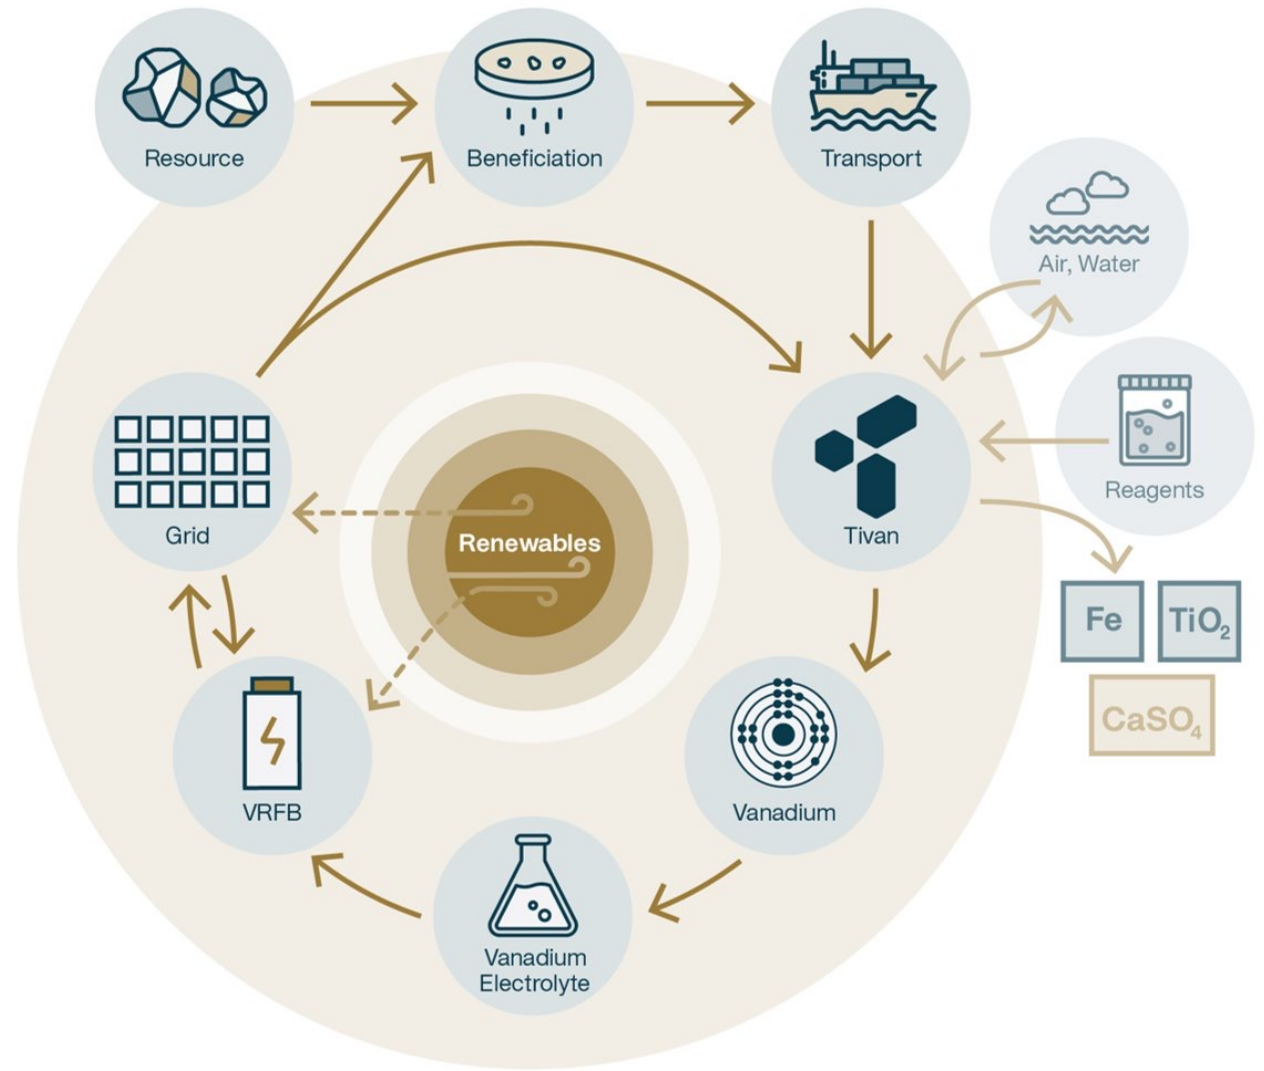 Resource
Beneficiation
Transport
Air, Water
Reagents
Grid
Renewables
Tivan
Fe
TiO₂
CaSO₄
VRFB
Vanadium
Vanadium
Electrolyte